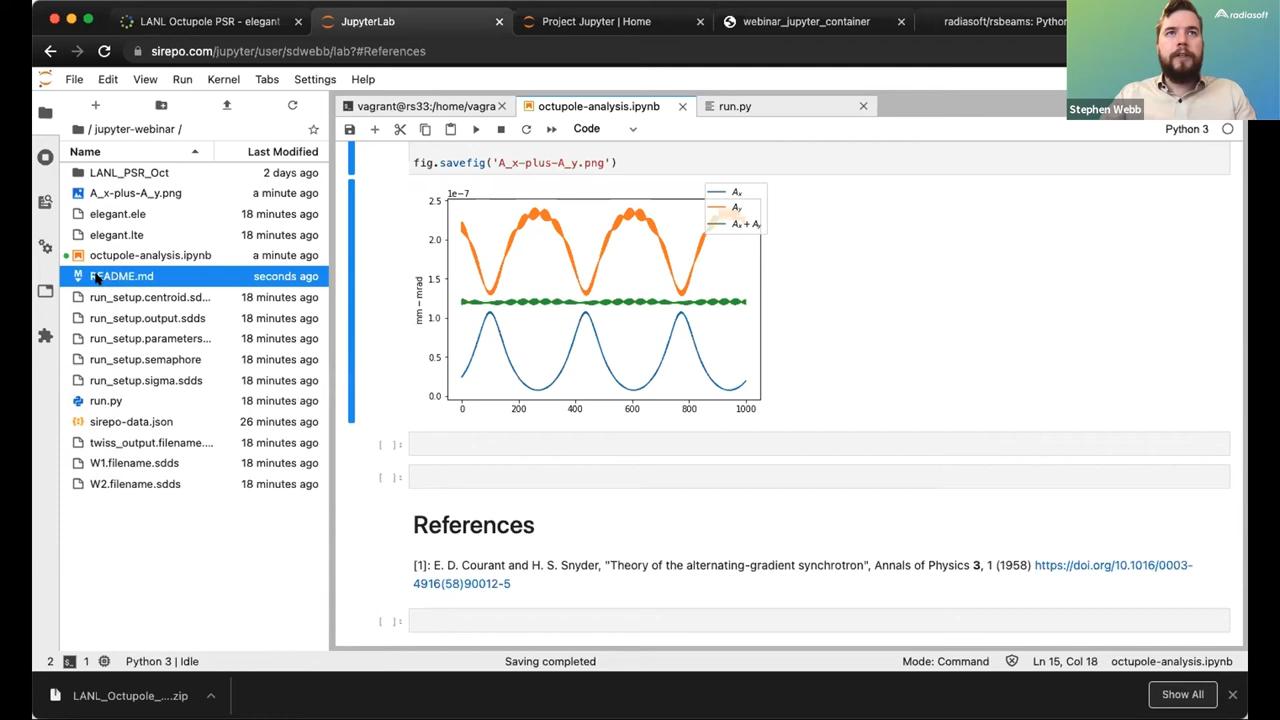 LANL Octupole PSR - elegant
JupyterLab
Project Jupyter | Home
webinar_jupyter_container
radiasoft/rsbeams: Python
radiasoft
sirepo.com/jupyter/user/sdwebb/lab?#References
Stephen Webb
File Edit View Run Kernel Tabs Settings Help
vagrant@rs33:/home/vagra
octupole-analysis.ipynb
run.py
/ jupyter-webinar /
Code
Python 3
Name Last Modified
LANL_PSR_Oct 2 days ago
A_x-plus-A_y.png a minute ago
elegant.ele 18 minutes ago
elegant.lte 18 minutes ago
octupole-analysis.ipynb a minute ago
README.md seconds ago
run_setup.centroid.sd... 18 minutes ago
run_setup.output.sdds 18 minutes ago
run_setup.parameters... 18 minutes ago
run_setup.semaphore 18 minutes ago
run_setup.sigma.sdds 18 minutes ago
run.py 18 minutes ago
sirepo-data.json 26 minutes ago
twiss_output.filename.... 18 minutes ago
W1.filename.sdds 18 minutes ago
W2.filename.sdds 18 minutes ago
fig.savefig('A_x-plus-A_y.png')
1e-7
2.5
2.0
1.5
1.0
0.5
0.0
mm − mrad
0 200 400 600 800 1000
Ax
Ay
Ax + Ay
[ ]:
[ ]:
References
[1]: E. D. Courant and H. S. Snyder, "Theory of the alternating-gradient synchrotron", Annals of Physics 3, 1 (1958) https://doi.org/10.1016/0003-
4916(58)90012-5
[ ]:
2 1 Python 3 | Idle Saving completed Mode: Command Ln 15, Col 18 octupole-analysis.ipynb
LANL_Octupole_....zip
Show All